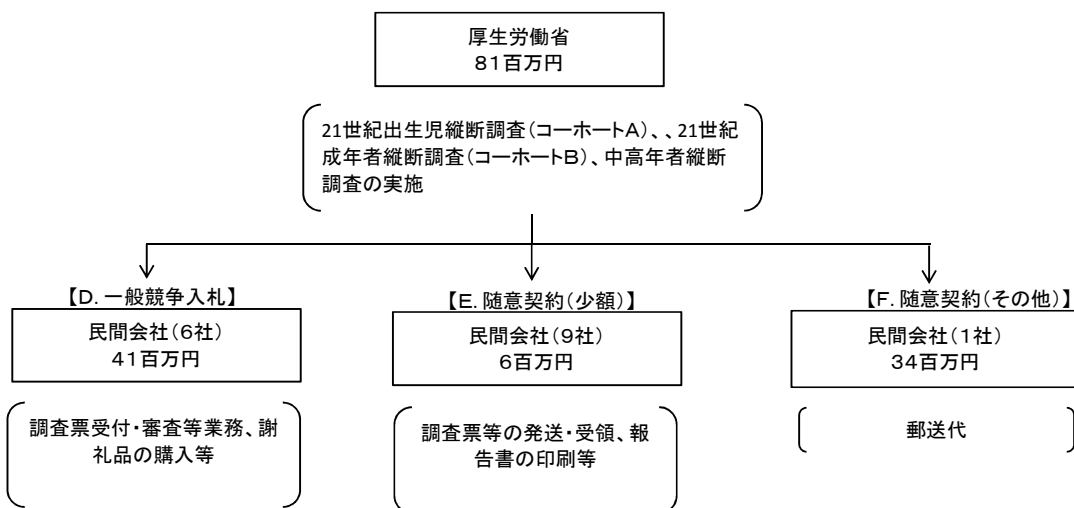 厚生労働省
81百万円
21世紀出生児縦断調査(コーホートA)、、21世紀
成年者縦断調査(コーホートB)、中高年者縦断
調査の実施
【D. 一般競争入札】
民間会社(6社)
41百万円
調査票受付・審査等業務、謝
礼品の購入等
【E. 随意契約(少額)】
民間会社(9社)
6百万円
調査票等の発送・受領、報
告書の印刷等
【F. 随意契約(その他)】
民間会社(1社)
34百万円
郵送代